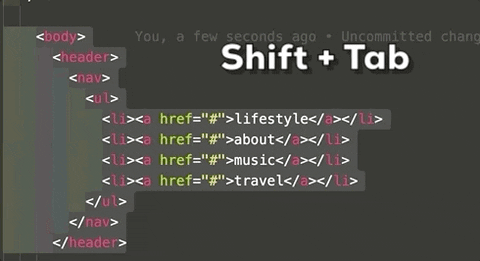 <body> You, a few seconds ago • Uncommitted chang
Shift + Tab
<header>
<nav>
<ul>
<li><a href="#">lifestyle</a></li>
<li><a href="#">about</a></li>
<li><a href="#">music</a></li>
<li><a href="#">travel</a></li>
</ul>
</nav>
</header>